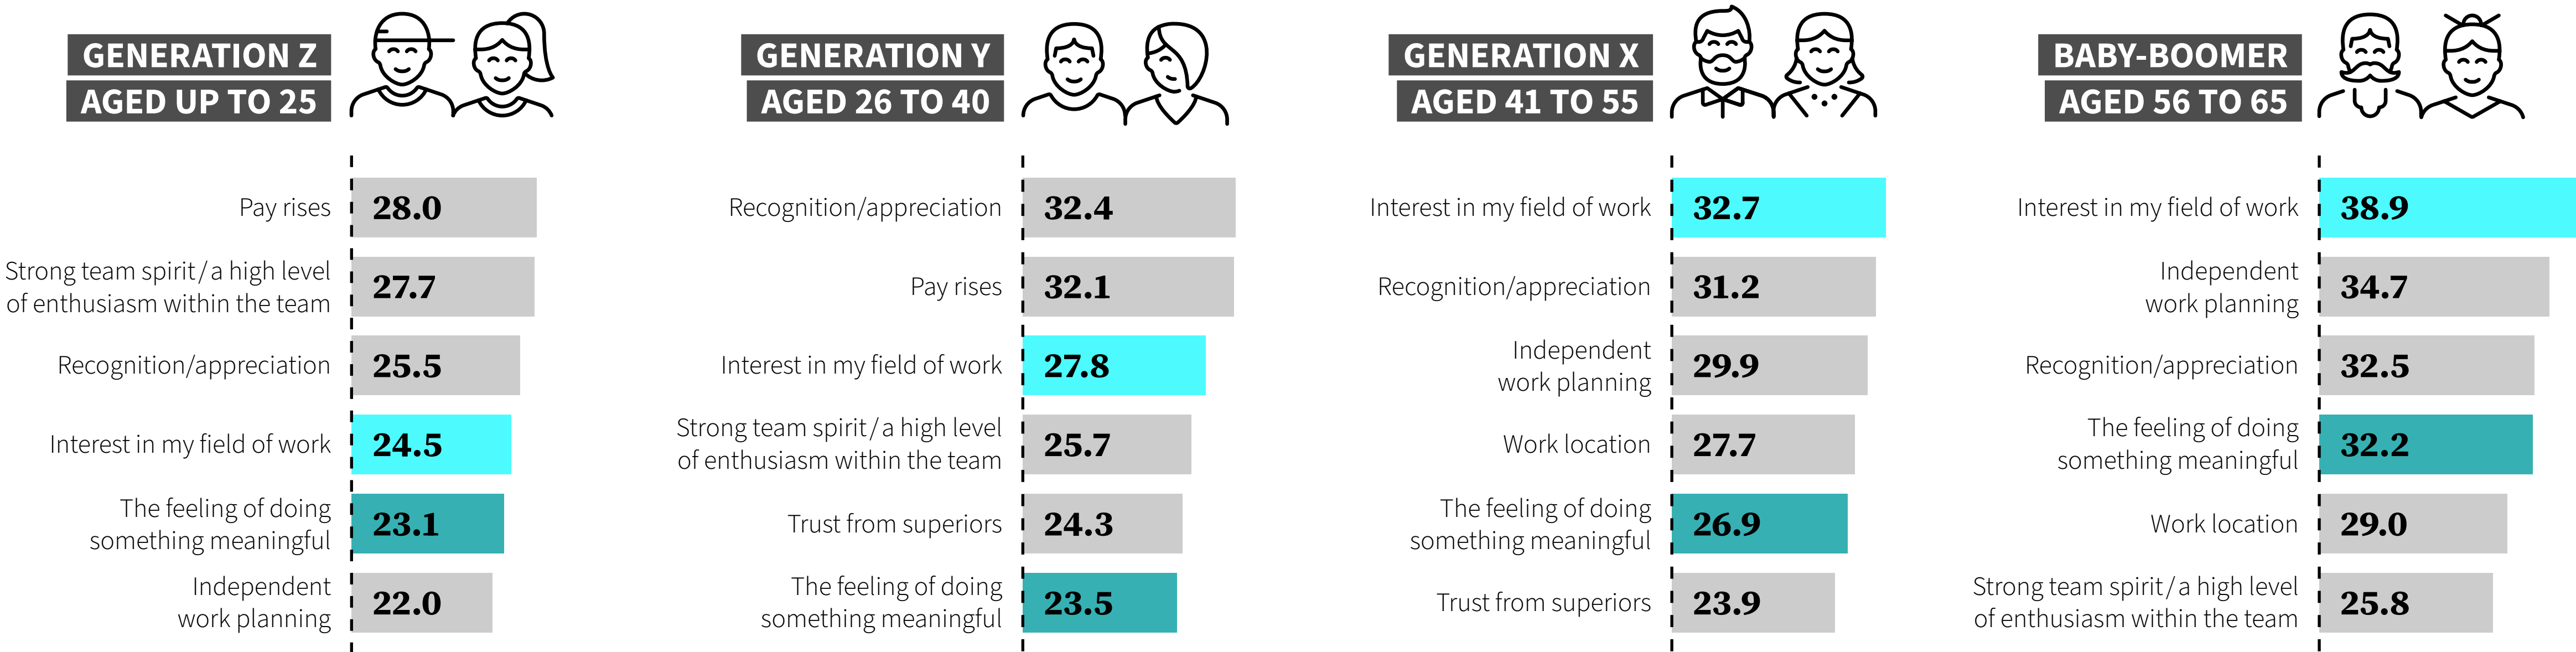 GENERATION Z
AGED UP TO 25
Pay rises
28.0
Strong team spirit/a high level
of enthusiasm within the team
27.7
Recognition/appreciation
25.5
Interest in my field of work
24.5
The feeling of doing
something meaningful
23.1
Independent
work planning
22.0
GENERATION Y
AGED 26 TO 40
Recognition/appreciation
32.4
Pay rises
32.1
Interest in my field of work
27.8
Strong team spirit/a high level
of enthusiasm within the team
25.7
Trust from superiors
24.3
The feeling of doing
something meaningful
23.5
GENERATION X
AGED 41 TO 55
Interest in my field of work
32.7
Recognition/appreciation
31.2
Independent
work planning
29.9
Work location
27.7
The feeling of doing
something meaningful
26.9
Trust from superiors
23.9
BABY-BOOMER
AGED 56 TO 65
Interest in my field of work
38.9
Independent
work planning
34.7
Recognition/appreciation
32.5
The feeling of doing
something meaningful
32.2
Work location
29.0
Strong team spirit/a high level
of enthusiasm within the team
25.8